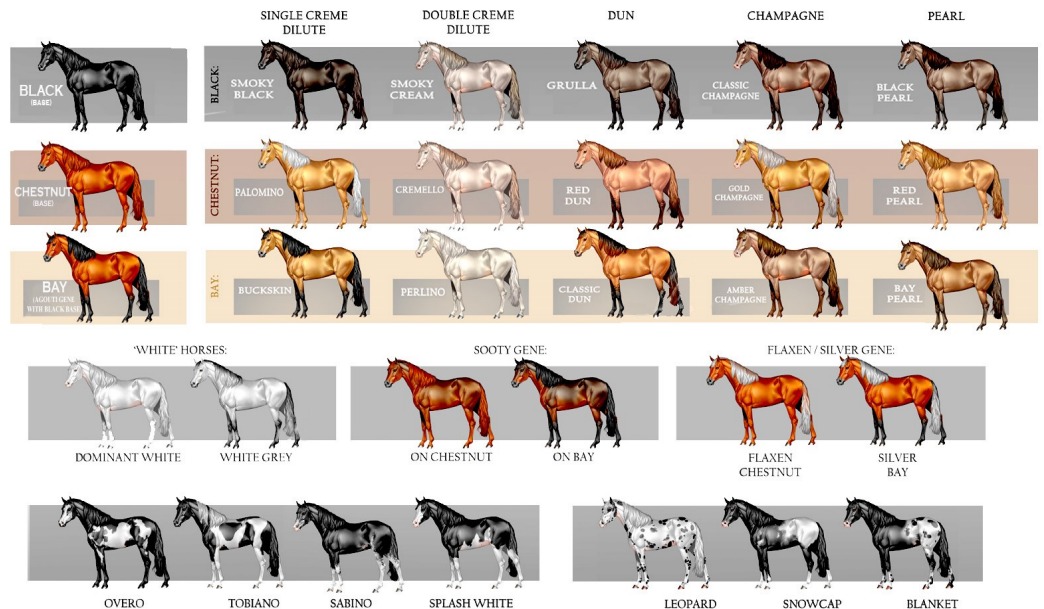 SINGLE CREME
DILUTE
DOUBLE CREME
DILUTE
DUN
CHAMPAGNE
PEARL
BLACK
(BASE)
BLACK:
SMOKY
BLACK
SMOKY
CREAM
GRULLA
CLASSIC
CHAMPAGNE
BLACK
PEARL
CHESTNUT
(BASE)
CHESTNUT:
PALOMINO
CREMELLO
RED
DUN
GOLD
CHAMPAGNE
RED
PEARL
BAY
(AGOUTI GENE
WITH BLACK BASE)
BAY:
BUCKSKIN
PERLINO
CLASSIC
DUN
AMBER
CHAMPAGNE
BAY
PEARL
'WHITE' HORSES:
SOOTY GENE:
FLAXEN / SILVER GENE:
DOMINANT WHITE
WHITE GREY
ON CHESTNUT
ON BAY
FLAXEN
CHESTNUT
SILVER
BAY
OVERO
TOBIANO
SABINO
SPLASH WHITE
LEOPARD
SNOWCAP
BLANKET